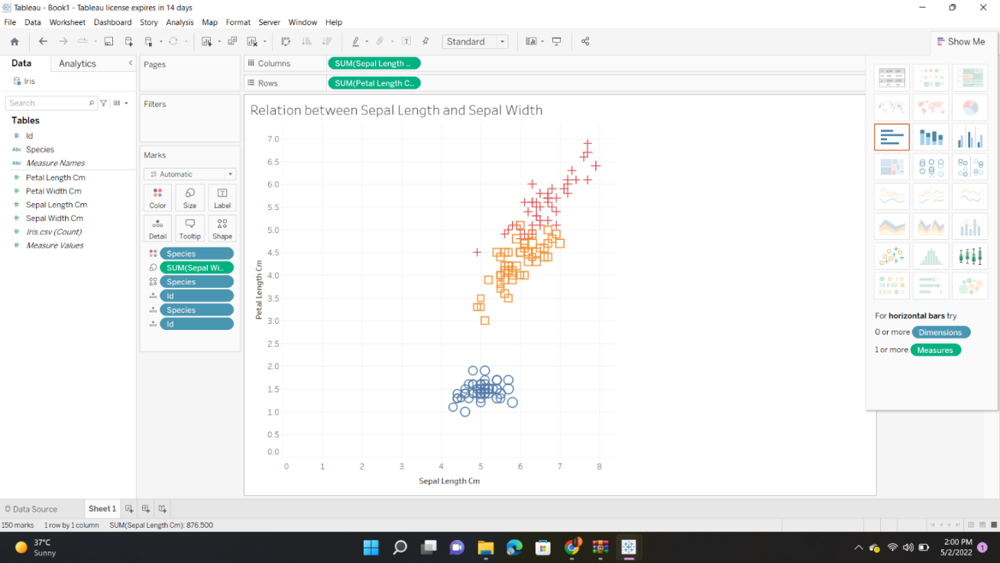 Tableau - Book1 - Tableau license expires in 14 days
File Data Worksheet Dashboard Story Analysis Map Format Server Window Help
Standard
Show Me
Data Analytics
Iris
Search
Tables
# Id
Abc Species
Abc Measure Names
# Petal Length Cm
# Petal Width Cm
# Sepal Length Cm
# Sepal Width Cm
# Iris.csv (Count)
# Measure Values
Pages
Filters
Marks
Automatic
Color Size Label
Detail Tooltip Shape
Species
SUM(Sepal Wi..
Species
Id
Species
Id
Columns SUM(Sepal Length ..
Rows SUM(Petal Length C..
Relation between Sepal Length and Sepal Width
7.0
6.5
6.0
5.5
5.0
4.5
4.0
3.5
3.0
2.5
2.0
1.5
1.0
0.5
0.0
Petal Length Cm
0 1 2 3 4 5 6 7 8
Sepal Length Cm
For horizontal bars try
0 or more Dimensions
1 or more Measures
Data Source Sheet 1
150 marks 1 row by 1 column SUM(Sepal Length Cm): 876.500
37°C
Sunny
2:00 PM
5/2/2022
1